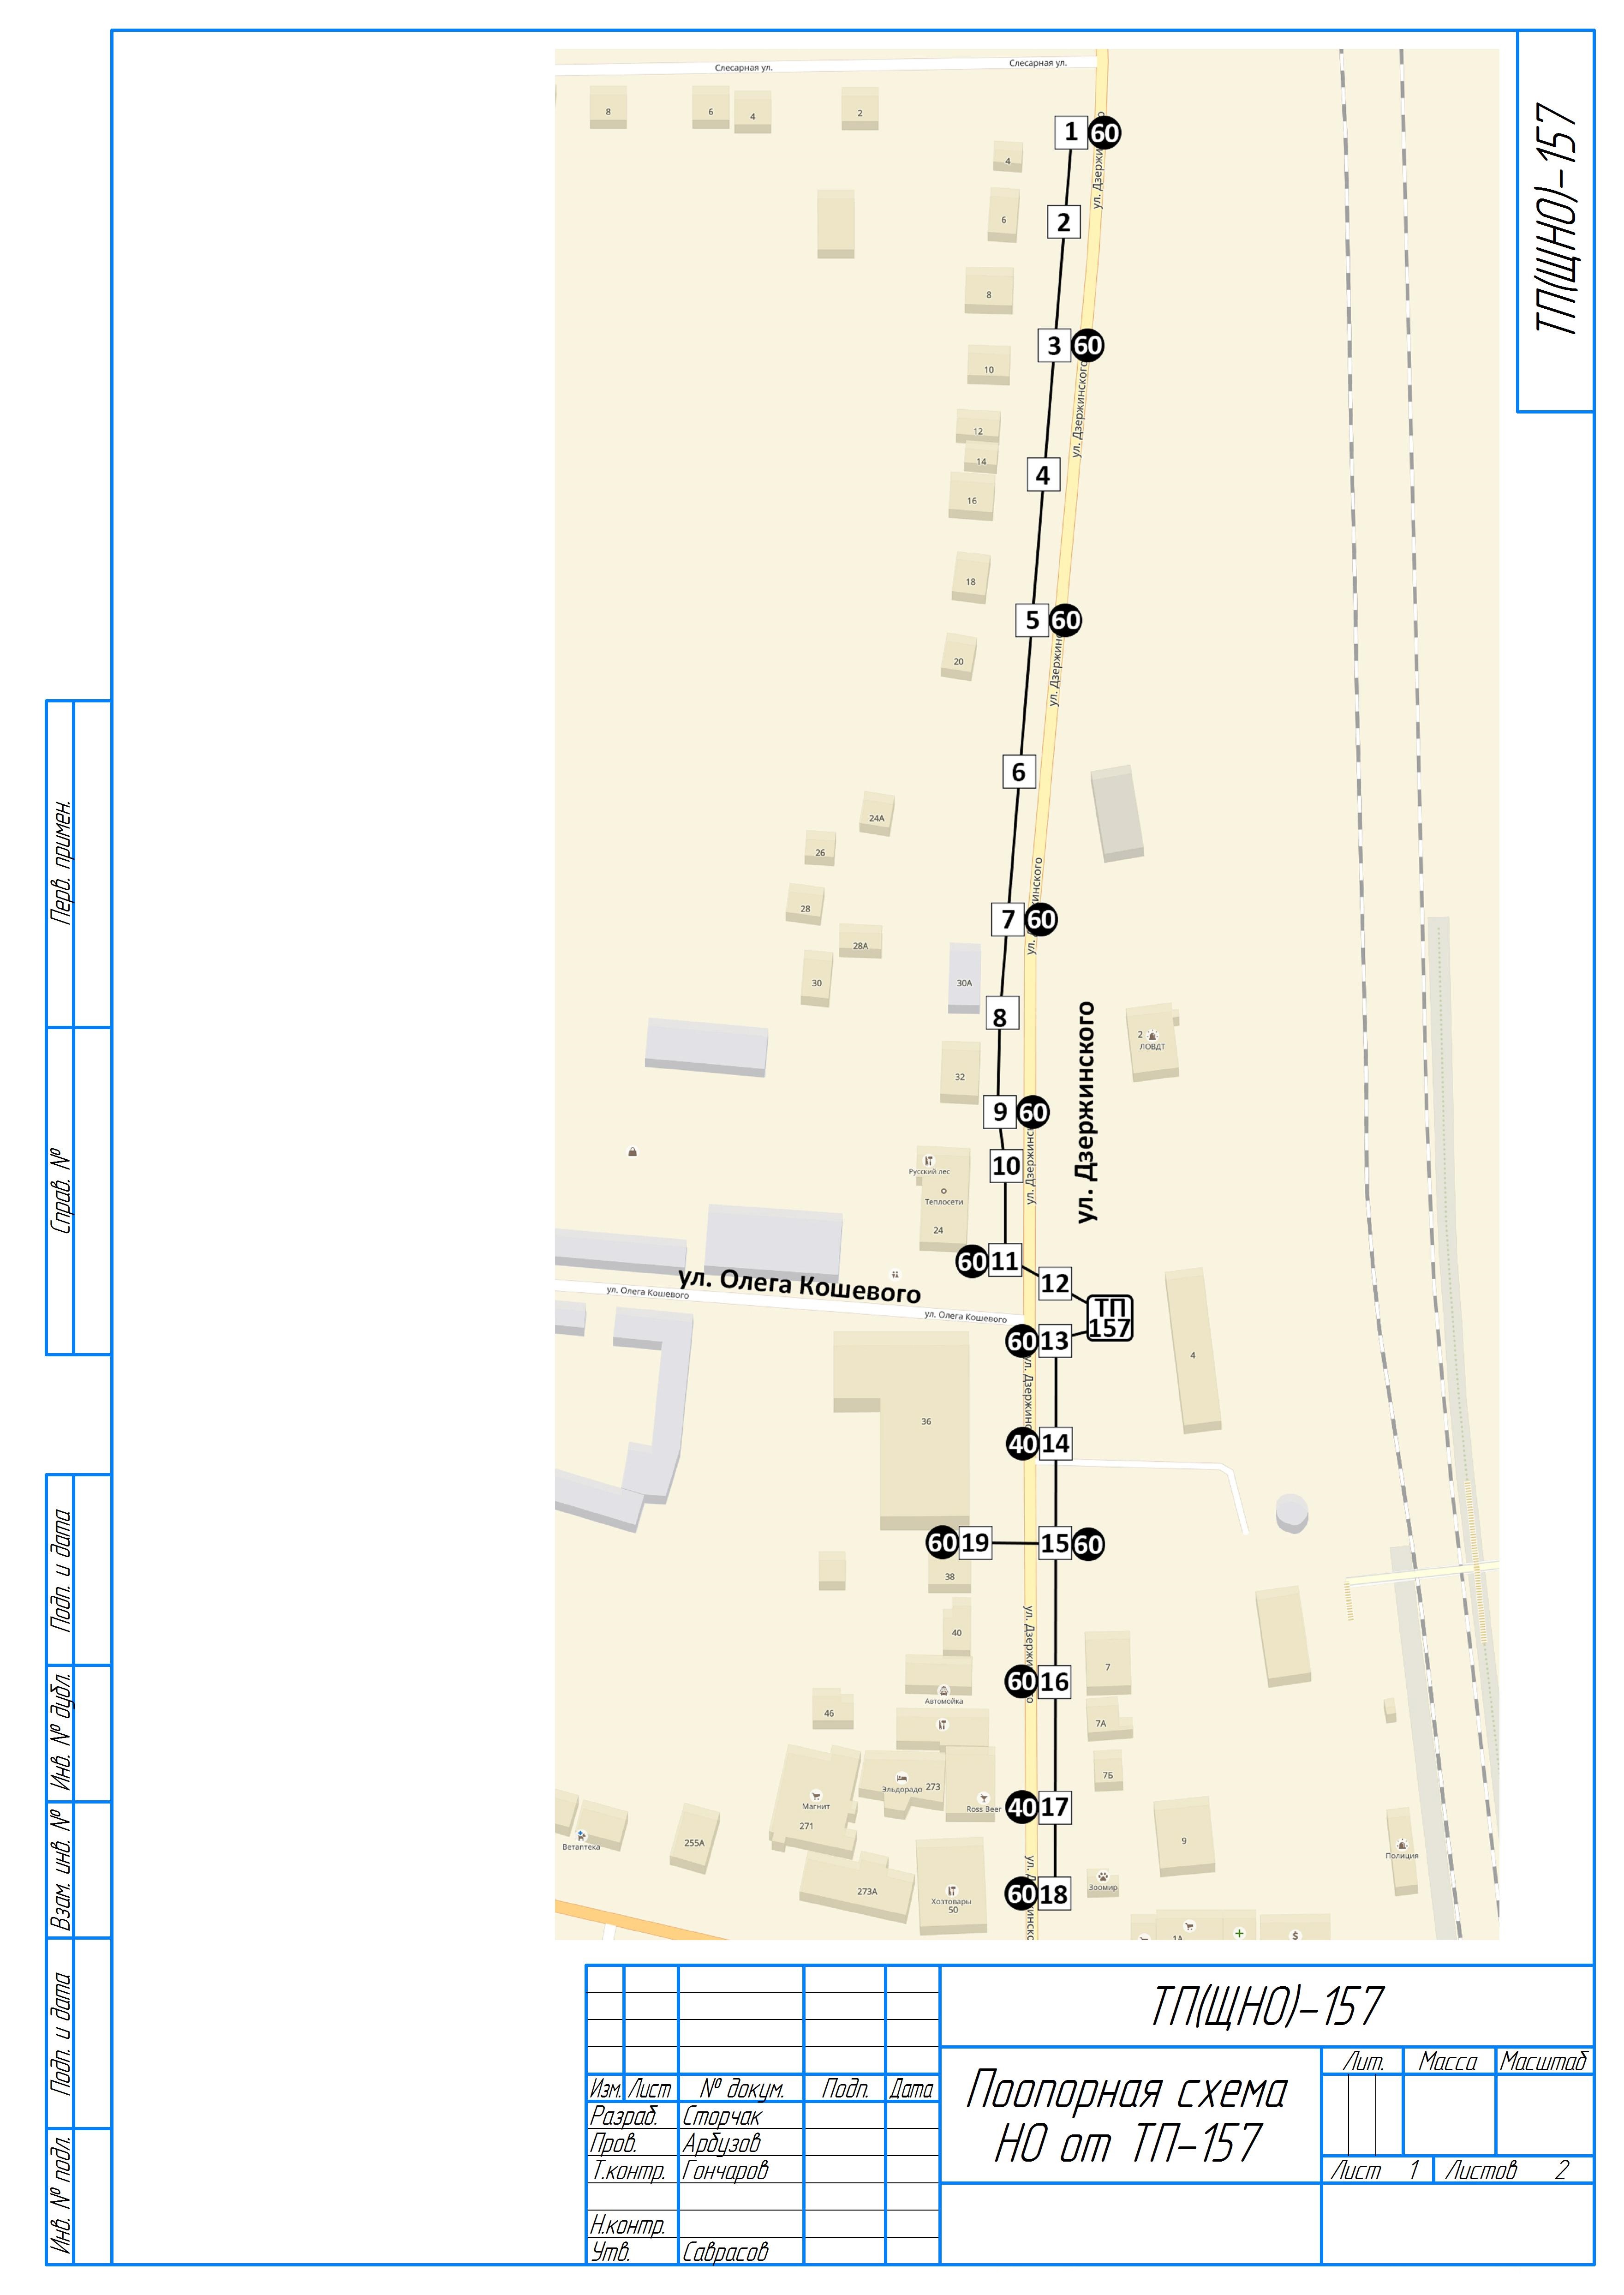 ТП(ЩНО)-157
Слесарная ул.
Слесарная ул.
8
6
4
2
1 60
ул. Дзержи
4
2
6
8
3 60
10
ул. Дзержинского
12
14
4
16
18
5 60
ул. Дзержинс
20
6
24А
26
28
7 60
28А
30
30А
8
ул. Дзержинского
2
ЛОВДТ
32
9 60
ул. Дзержинск
10
Русский лес
Теплосети
24
60 11
ул. Олега Кошевого
12
ул. Олега Кошевого
ул. Олега Кошевого
ТП
157
60 13
4
36
40 14
60 19
15 60
38
40
60 16
7
Автомойка
46
7А
7Б
Эльдорадо 273
Магнит
271
Ross Beer
40 17
9
Ветаптека
255А
Полиция
273А
Хозтовары
50
60 18
Зоомир
1А
Перв. примен.
Справ. №
Подп. и дата
Инв. № дубл.
Взам. инв. №
Подп. и дата
Инв. № подл.
ТП(ЩНО)-157
Изм. Лист № докум. Подп. Дата
Разраб. Сторчак
Пров. Арбузов
Т.контр. Гончаров
Н.контр.
Утв. Саврасов
Поопорная схема
НО от ТП-157
Лит. Масса Масштаб
Лист 1 Листов 2